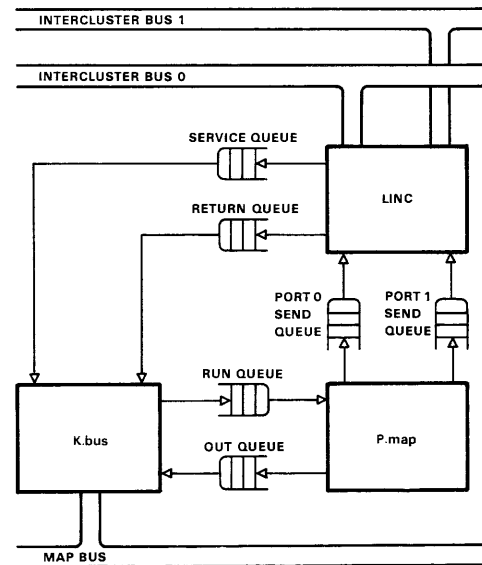 INTERCLUSTER BUS 1
INTERCLUSTER BUS 0
SERVICE QUEUE
LINC
RETURN QUEUE
PORT 0
SEND
QUEUE
PORT 1
SEND
QUEUE
RUN QUEUE
K.bus
P.map
OUT QUEUE
MAP BUS